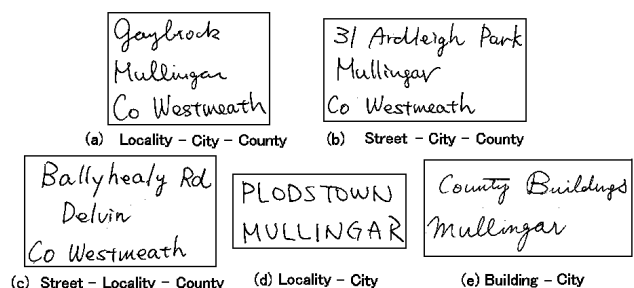 Gaybrock
Mullingar
Co Westmeath
(a) Locality - City - County
31 Ardleigh Park
Mullingar
Co Westmeath
(b) Street - City - County
Ballyhealy Rd
Delvin
Co Westmeath
(c) Street - Locality - County
PLODSTOWN
MULLINGAR
(d) Locality - City
County Buildings
Mullingar
(e) Building - City